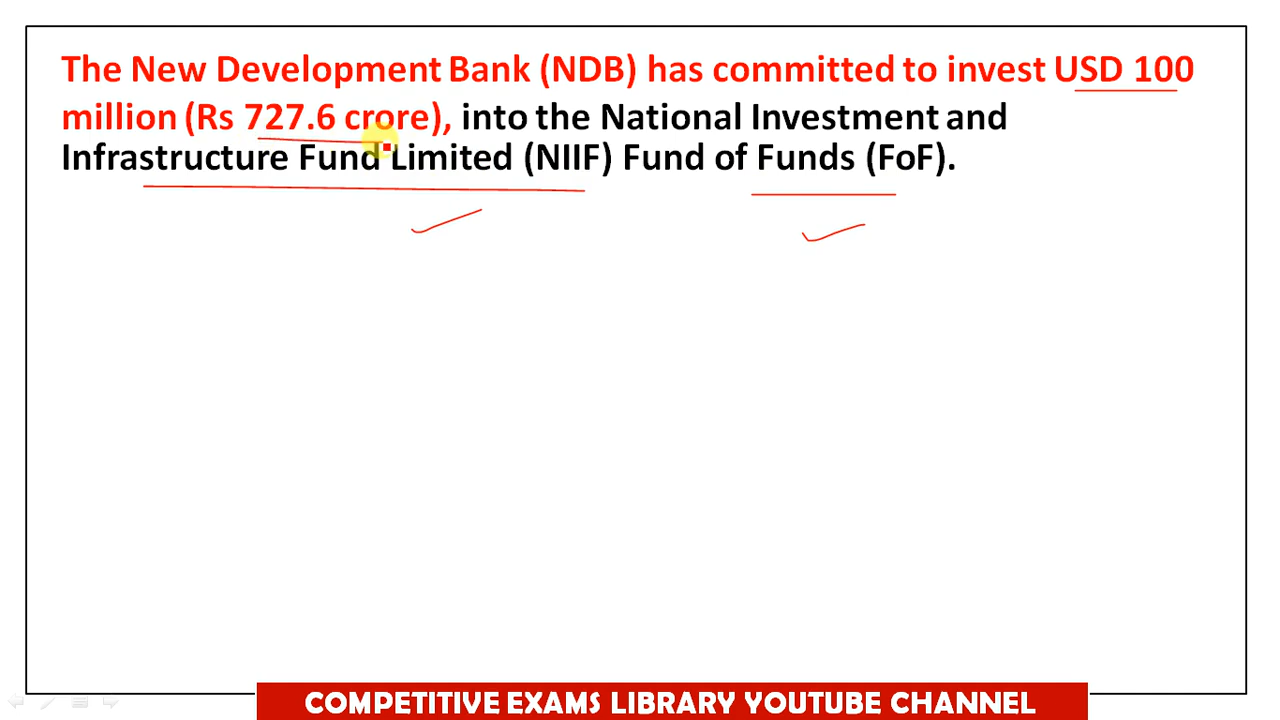 The New Development Bank (NDB) has committed to invest USD 100
million (Rs 727.6 crore), into the National Investment and
Infrastructure Fund Limited (NIIF) Fund of Funds (FoF).
COMPETITIVE EXAMS LIBRARY YOUTUBE CHANNEL